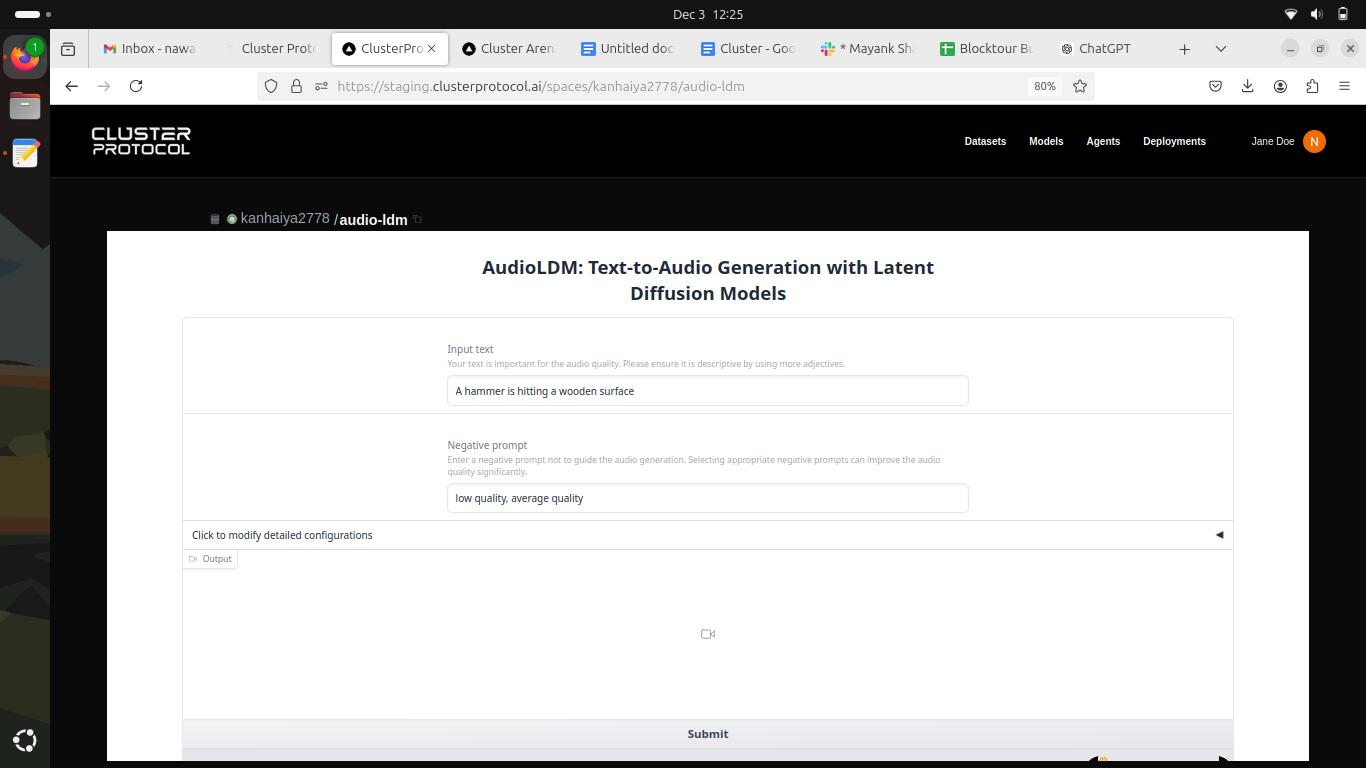 Dec 3 12:25
1
Inbox - nawa
Cluster Proto
ClusterPro
Cluster Aren
Untitled doc
Cluster - Goo
* Mayank Sh
Blocktour Bu
ChatGPT
https://staging.clusterprotocol.ai/spaces/kanhaiya2778/audio-ldm
80%
CLUSTER
PROTOCOL
Datasets
Models
Agents
Deployments
Jane Doe
N
kanhaiya2778 /audio-ldm
AudioLDM: Text-to-Audio Generation with Latent
Diffusion Models
Input text
Your text is important for the audio quality. Please ensure it is descriptive by using more adjectives.
A hammer is hitting a wooden surface
Negative prompt
Enter a negative prompt not to guide the audio generation. Selecting appropriate negative prompts can improve the audio
quality significantly.
low quality, average quality
Click to modify detailed configurations
Output
Submit